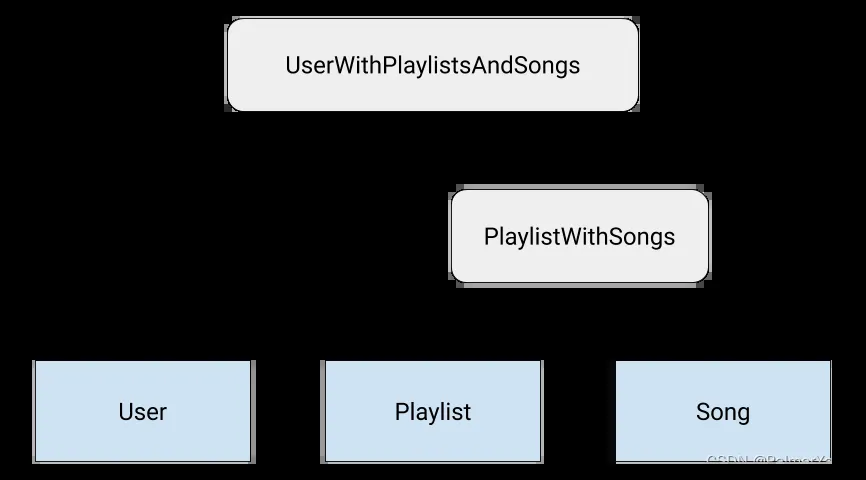 UserWithPlaylistsAndSongs
PlaylistWithSongs
User
Playlist
Song